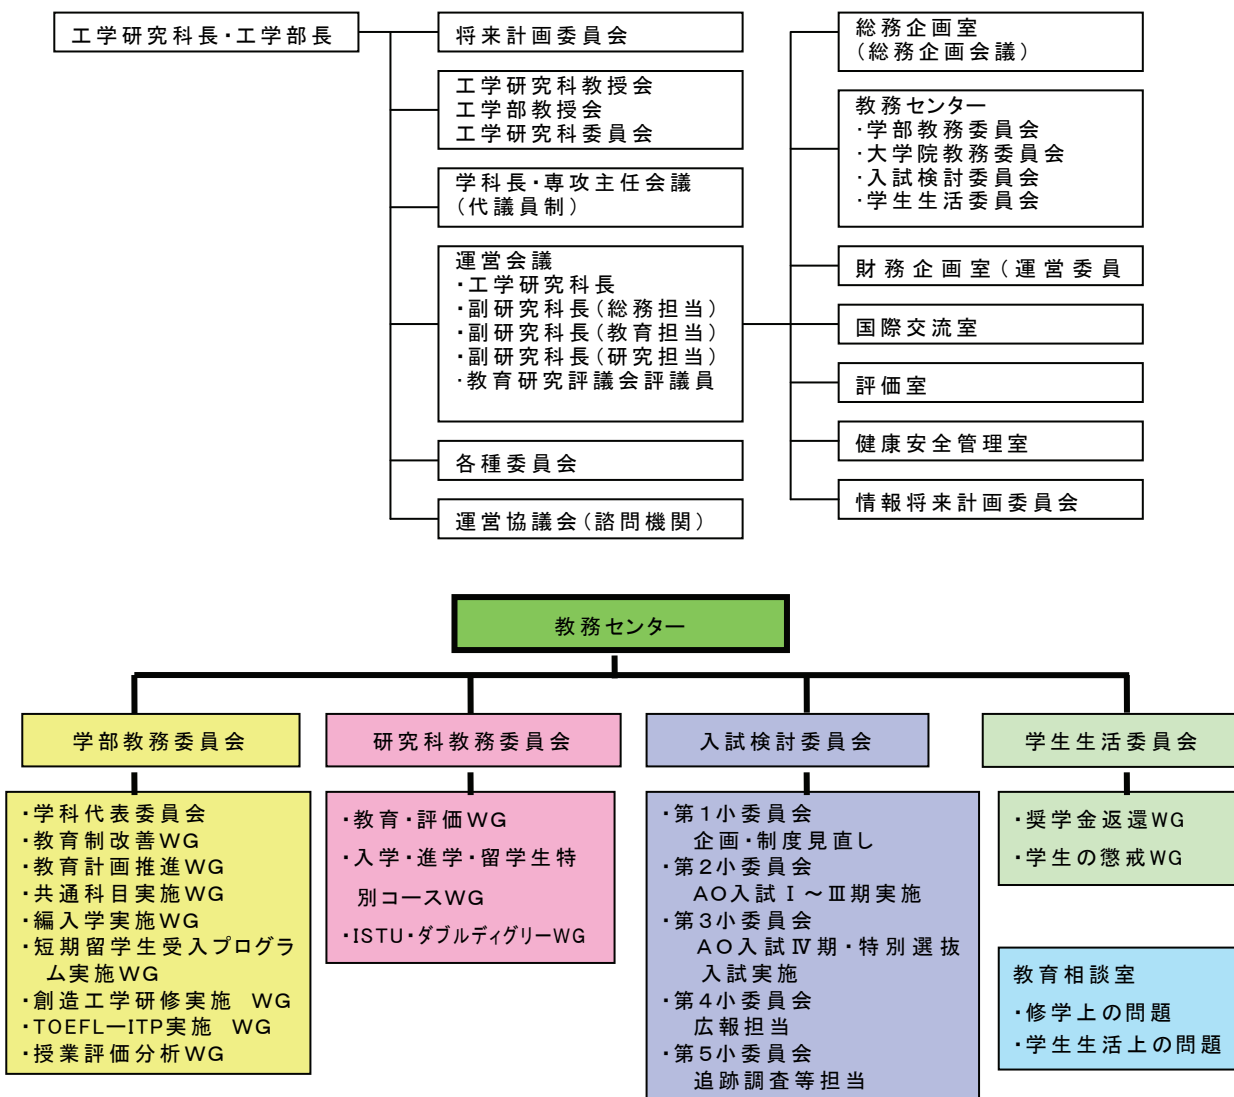 工学研究科長・工学部長
将来計画委員会
工学研究科教授会
工学部教授会
工学研究科委員会
学科長・専攻主任会議
(代議員制)
運営会議
・工学研究科長
・副研究科長(総務担当)
・副研究科長(教育担当)
・副研究科長(研究担当)
・教育研究評議会評議員
各種委員会
運営協議会(諮問機関)
総務企画室
(総務企画会議)
教務センター
・学部教務委員会
・大学院教務委員会
・入試検討委員会
・学生生活委員会
財務企画室(運営委員
国際交流室
評価室
健康安全管理室
情報将来計画委員会
教務センター
学部教務委員会
・学科代表委員会
・教育制改善WG
・教育計画推進WG
・共通科目実施WG
・編入学実施WG
・短期留学生受入プログラ
ム実施WG
・創造工学研修実施 WG
・TOEFLーITP実施 WG
・授業評価分析WG
研究科教務委員会
・教育・評価WG
・入学・進学・留学生特
別コースWG
・ISTU・ダブルディグリーWG
入試検討委員会
・第1小委員会
企画・制度見直し
・第2小委員会
AO入試Ⅰ~Ⅲ期実施
・第3小委員会
AO入試Ⅳ期・特別選抜
入試実施
・第4小委員会
広報担当
・第5小委員会
追跡調査等担当
学生生活委員会
・奨学金返還WG
・学生の懲戒WG
教育相談室
・修学上の問題
・学生生活上の問題